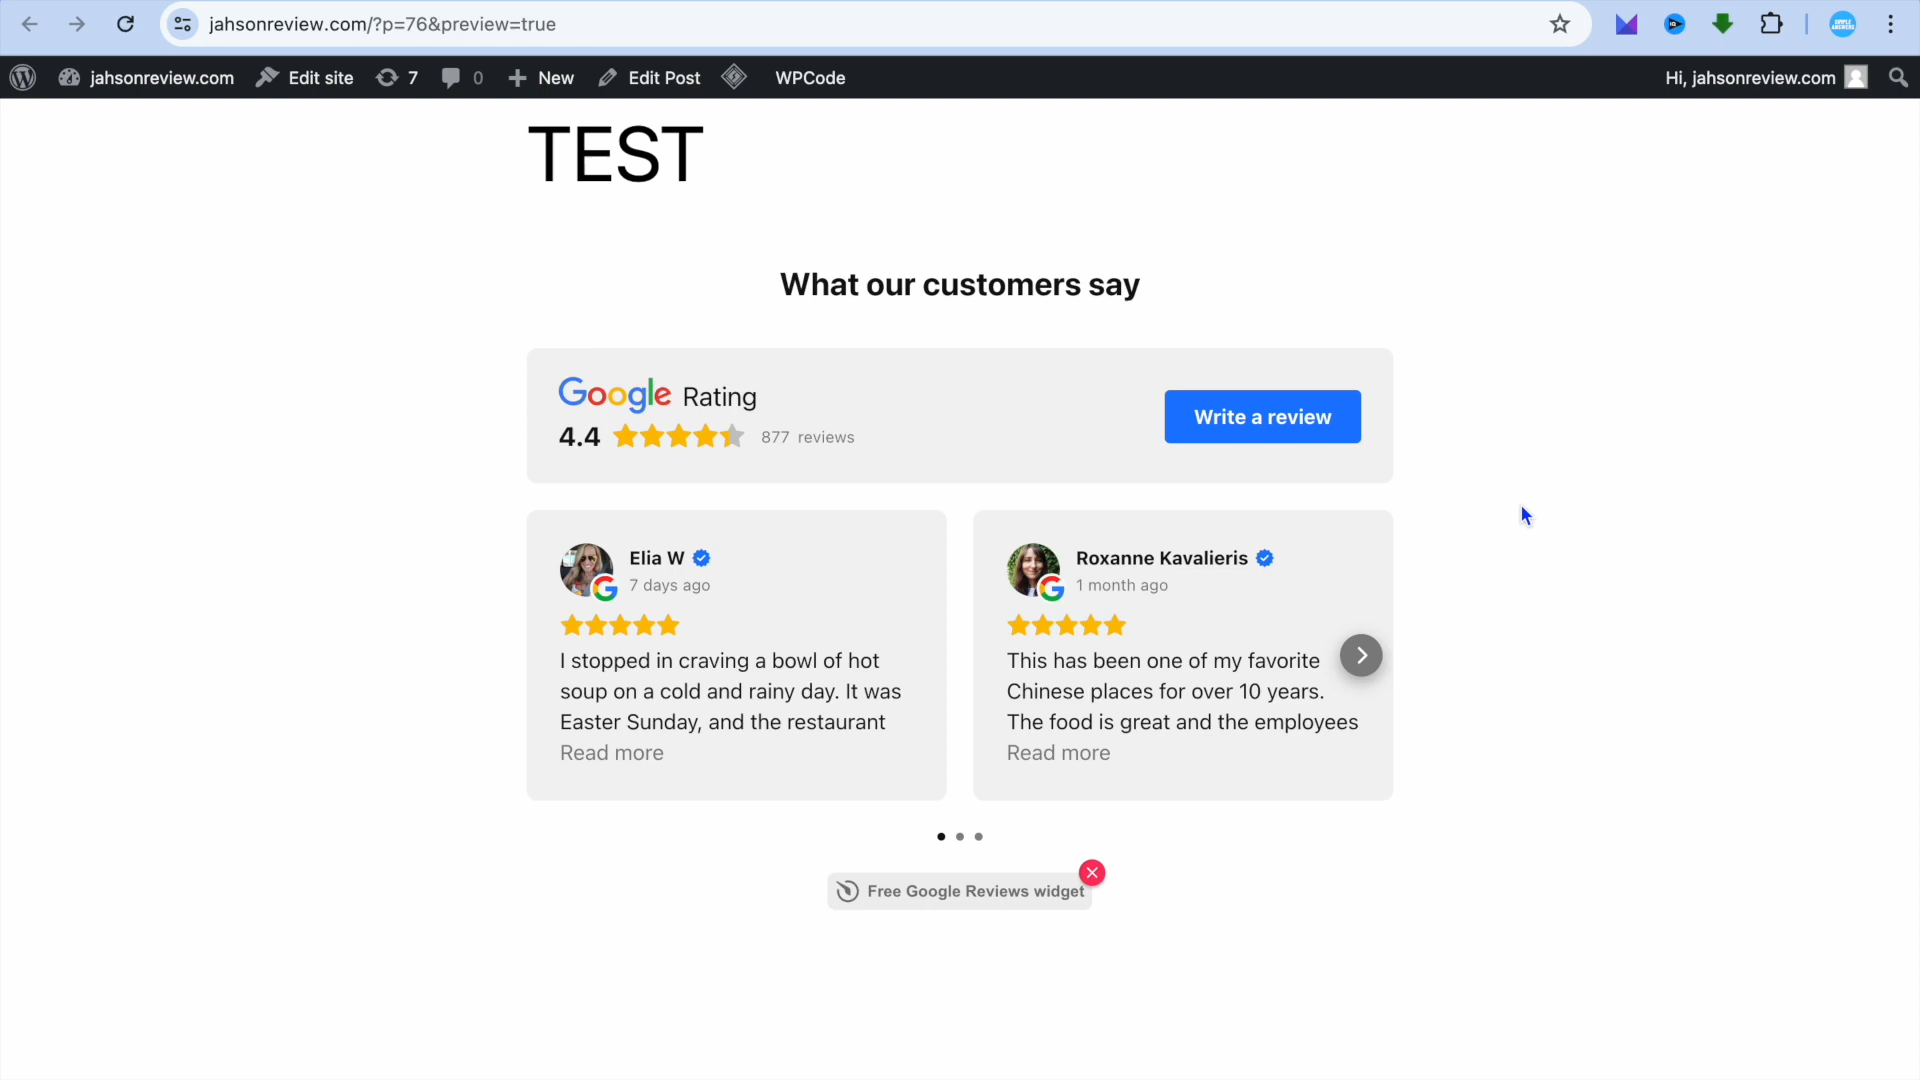 jahsonreview.com/?p=76&preview=true
jahsonreview.com Edit site 7 0 New Edit Post WPCode Hi, jahsonreview.com
TEST
What our customers say
Google Rating
4.4 877 reviews
Write a review
Elia W
7 days ago
I stopped in craving a bowl of hot
soup on a cold and rainy day. It was
Easter Sunday, and the restaurant
Read more
Roxanne Kavalieris
1 month ago
This has been one of my favorite
Chinese places for over 10 years.
The food is great and the employees
Read more
Free Google Reviews widget